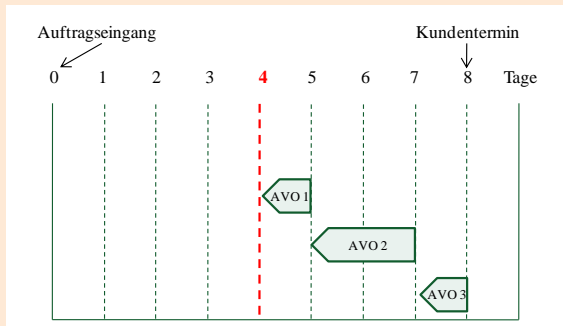 Auftragseingang Kundentermin
0 1 2 3 4 5 6 7 8 Tage
AVO 1
AVO 2
AVO 3